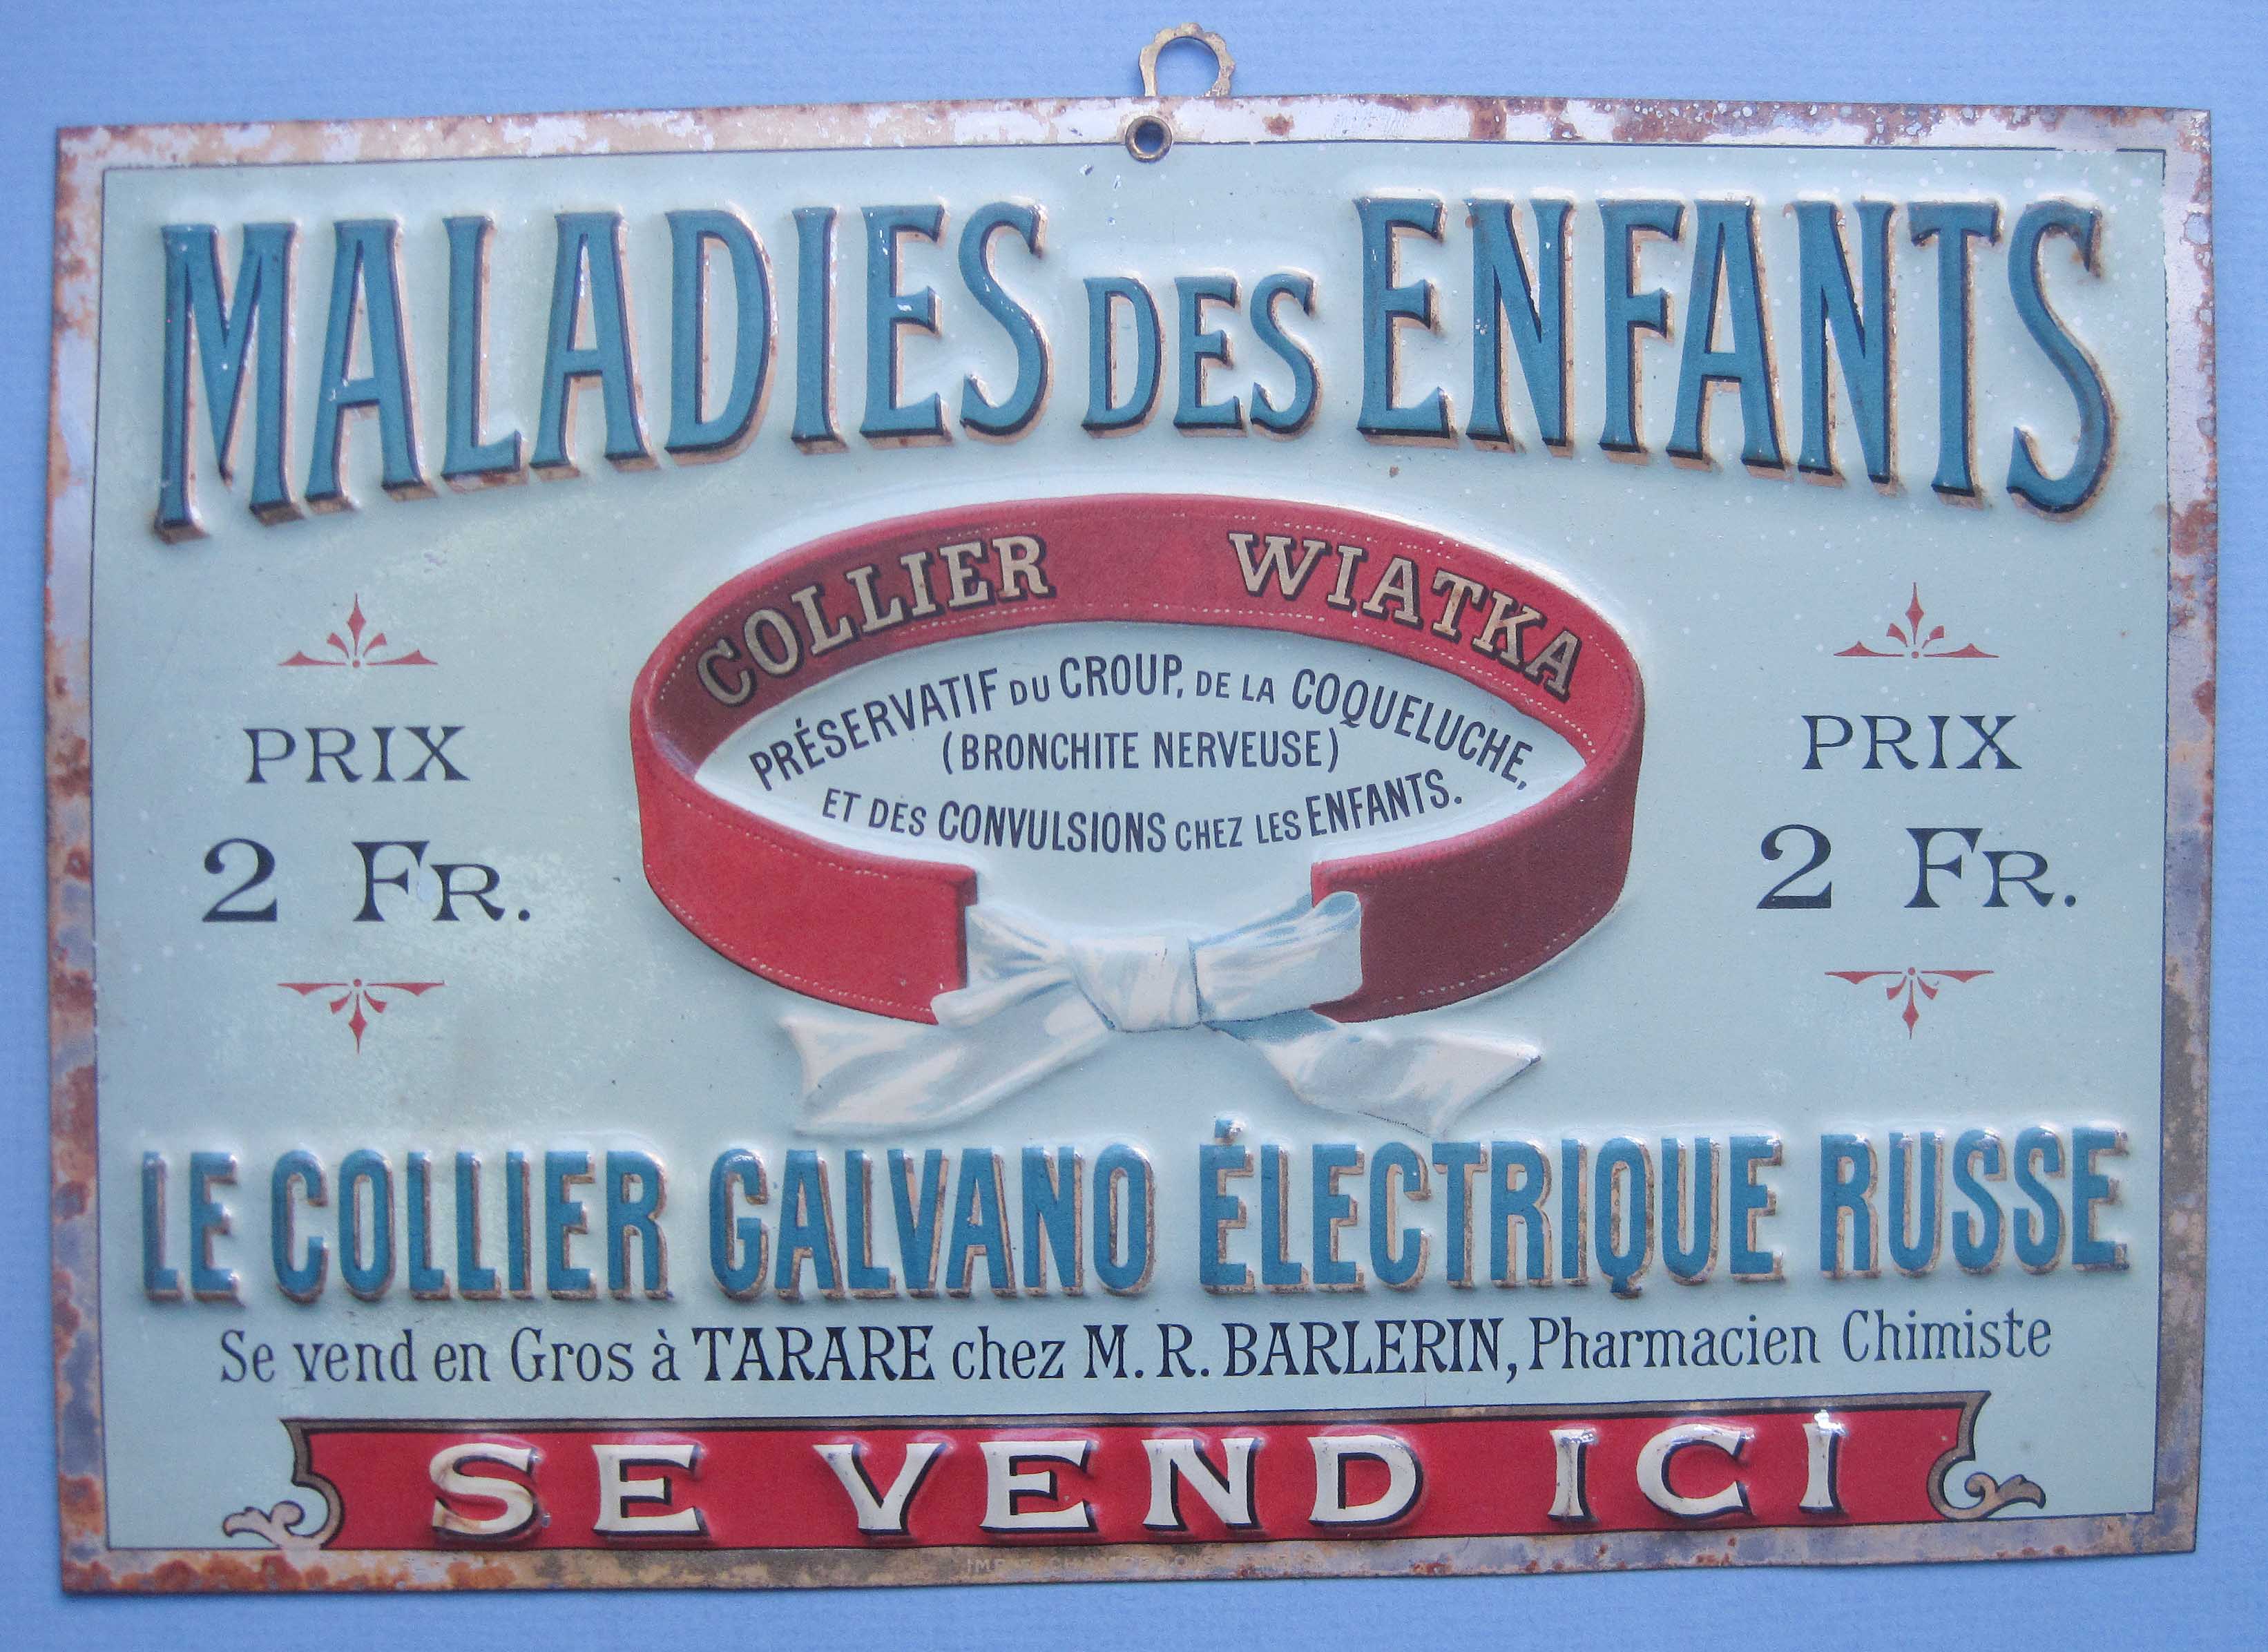 MALADIES DES ENFANTS
COLLIER WIATKA
PRÉSERVATIF DU CROUP, DE LA COQUELUCHE,
(BRONCHITE NERVEUSE)
ET DES CONVULSIONS CHEZ LES ENFANTS.
PRIX
2 FR.
PRIX
2 FR.
LE COLLIER GALVANO ÉLECTRIQUE RUSSE
Se vend en Gros à TARARE chez M. R. BARLERIN, Pharmacien Chimiste
SE VEND ICI